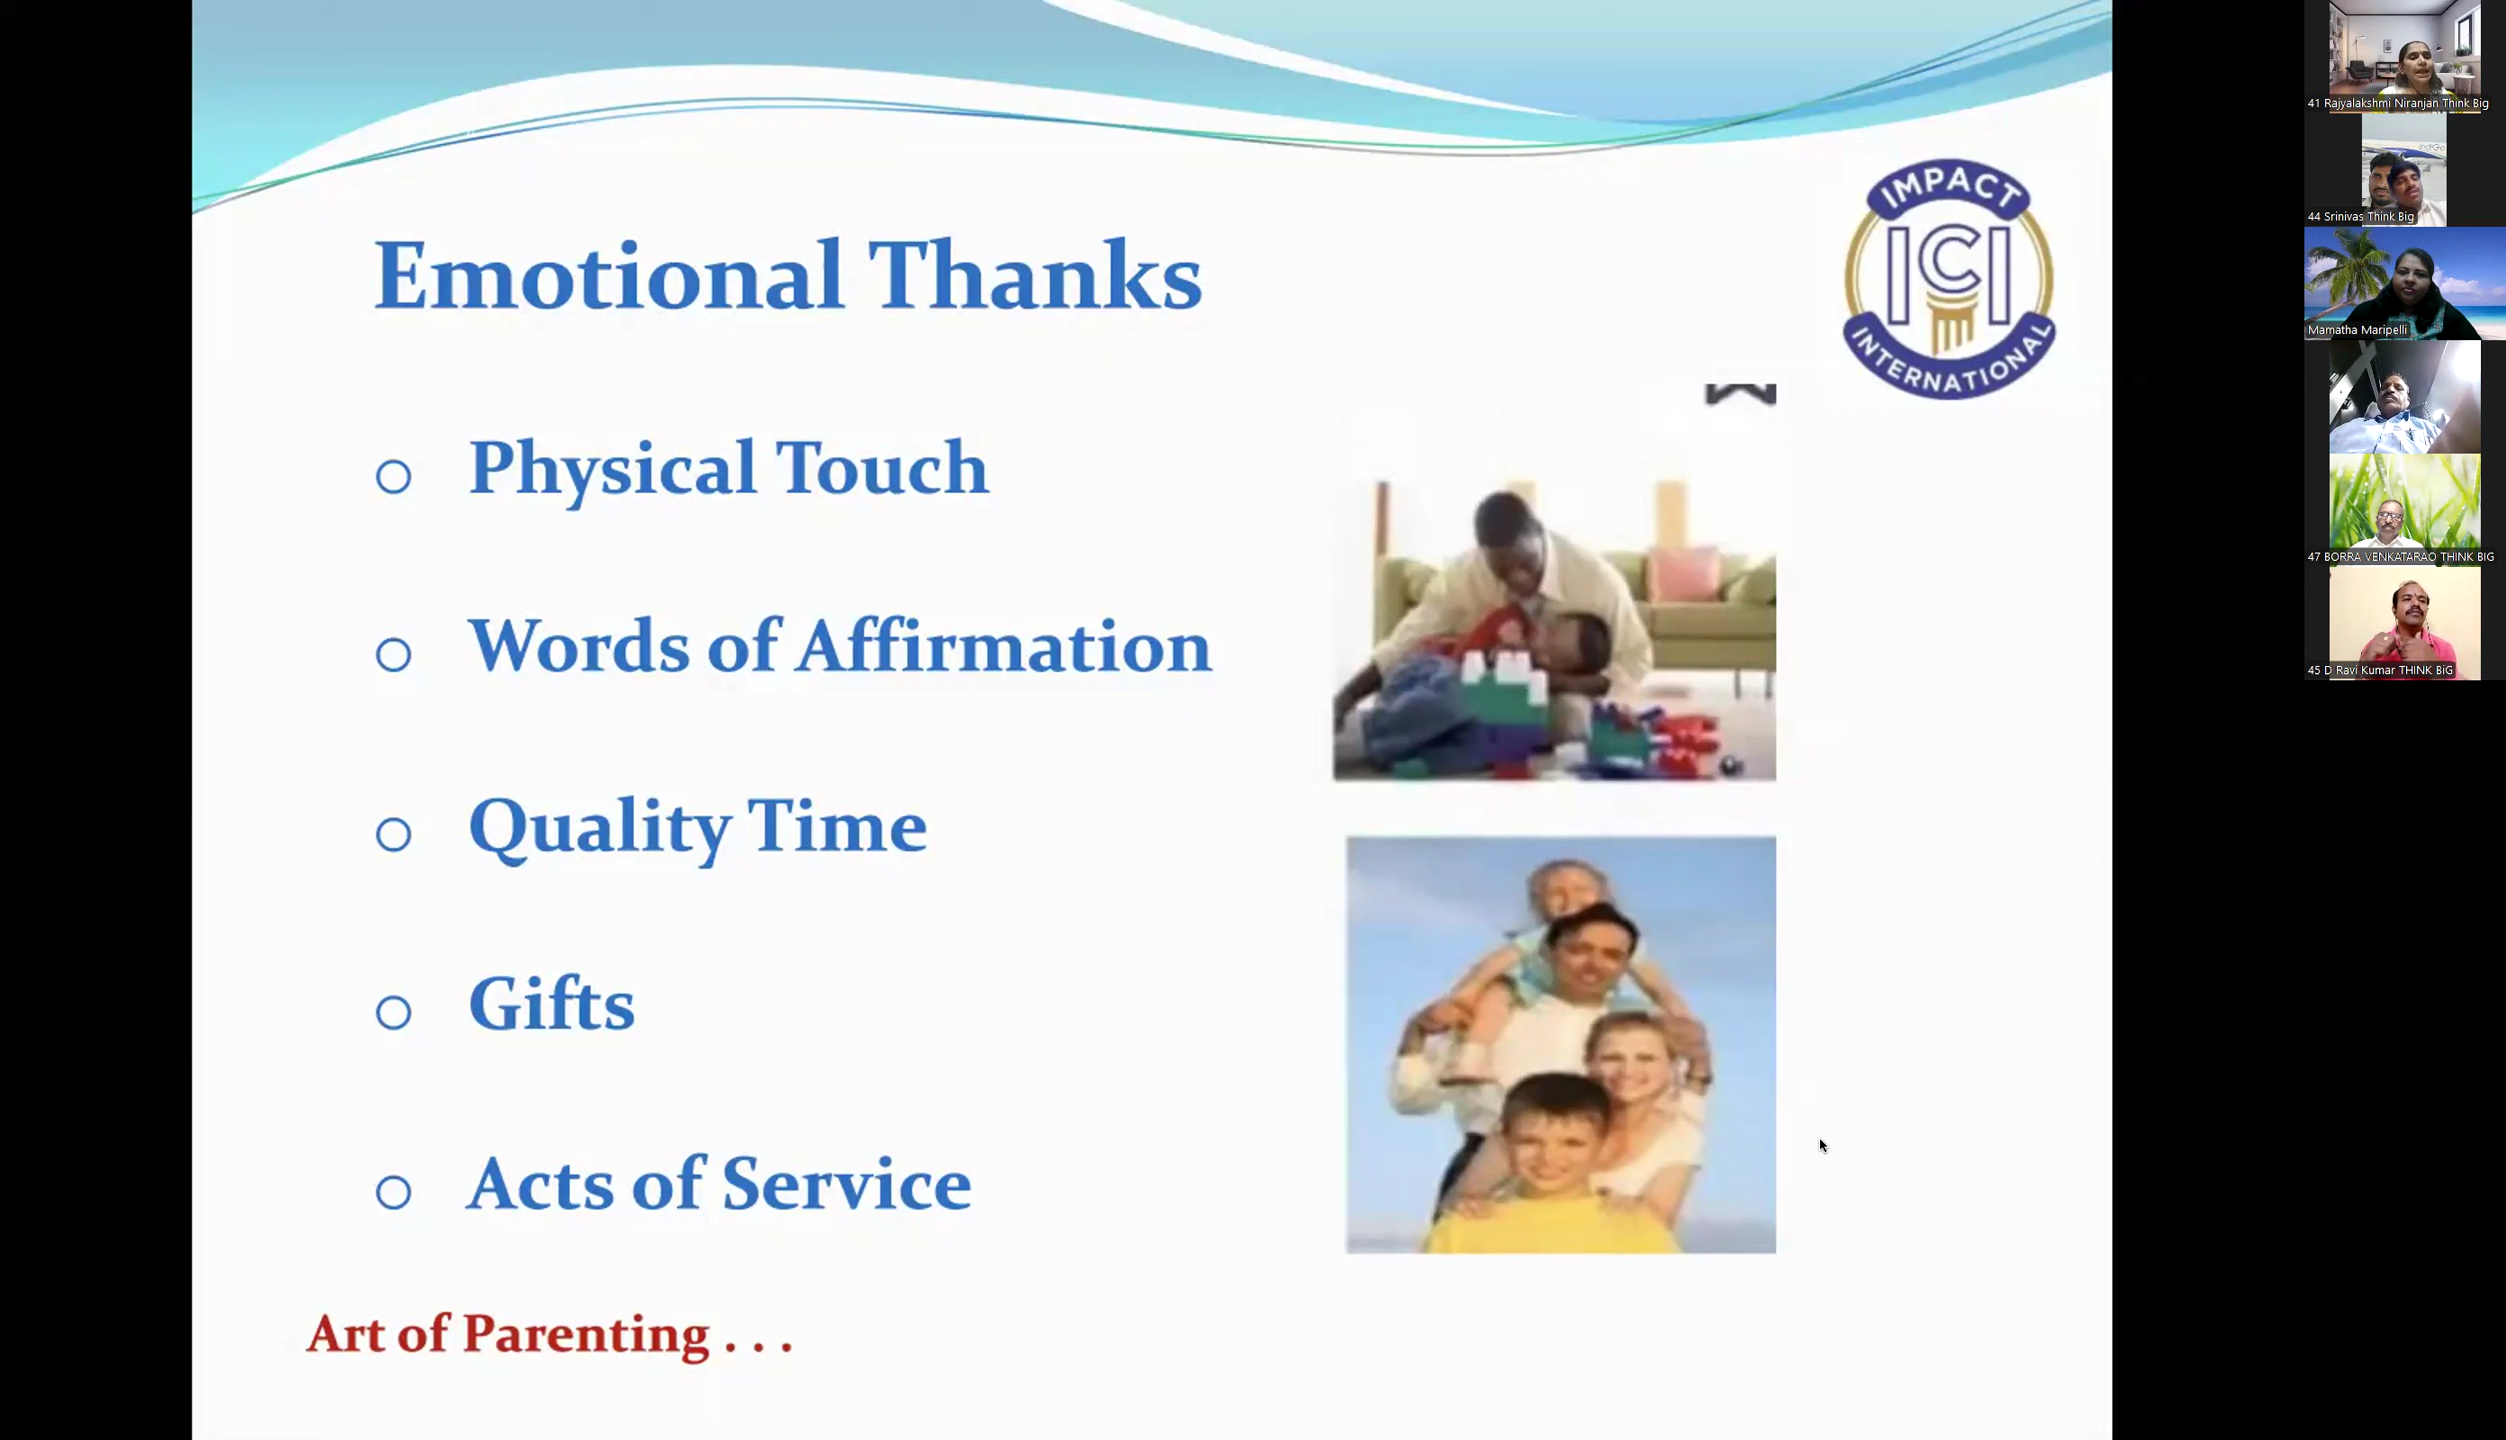 Emotional Thanks
IMPACT
ICI
INTERNATIONAL
Physical Touch
Words of Affirmation
Quality Time
Gifts
Acts of Service
Art of Parenting . . .
41 Rajyalakshmi Niranjan Think Big
IndiGo
44 Srinivas Think Big
Mamatha Maripelli
47 BORRA VENKATARAO THINK BIG
45 D Ravi Kumar THINK BiG